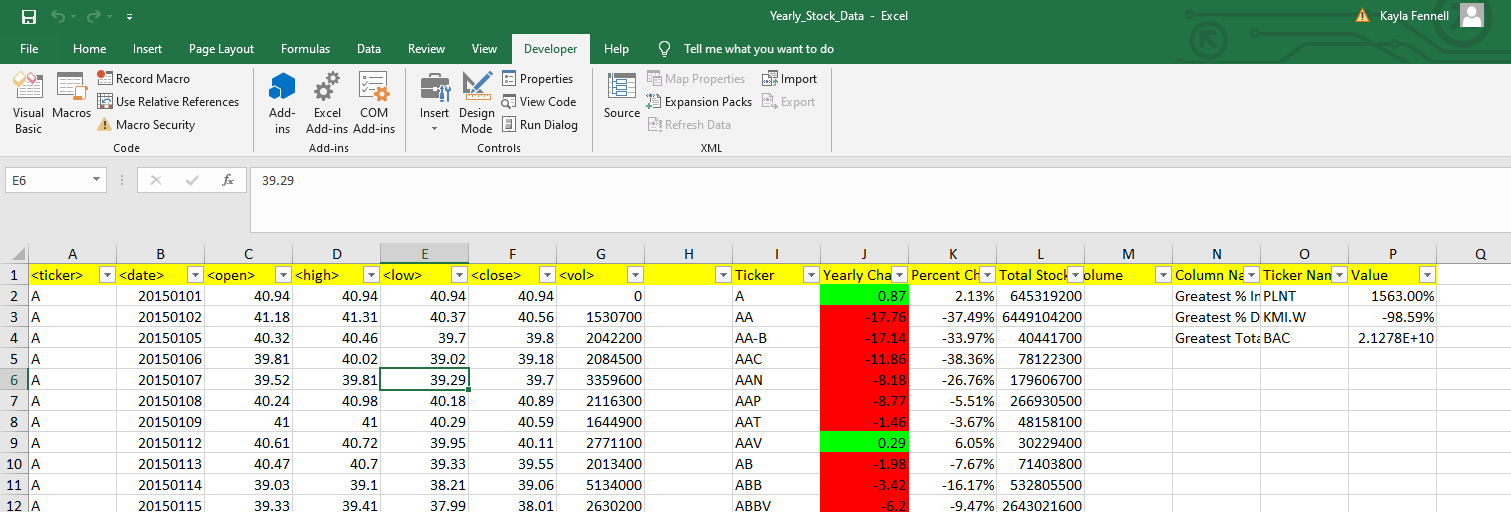 Yearly_Stock_Data - Excel
Kayla Fennell
File Home Insert Page Layout Formulas Data Review View Developer Help Tell me what you want to do
Visual Basic
Macros
Record Macro
Use Relative References
Macro Security
Code
Add-ins
Excel Add-ins
COM Add-ins
Add-ins
Insert
Design Mode
Properties
View Code
Run Dialog
Controls
Source
Map Properties
Expansion Packs
Refresh Data
Import
Export
XML
E6 fx 39.29
A B C D E F G H I J K L M N O P Q
1 <ticker> <date> <open> <high> <low> <close> <vol> Ticker Yearly Cha Percent Ch Total Stock olume Column Na Ticker Nam Value
2 A 20150101 40.94 40.94 40.94 40.94 0 A 0.87 2.13% 645319200 Greatest % In PLNT 1563.00%
3 A 20150102 41.18 41.31 40.37 40.56 1530700 AA -17.76 -37.49% 6449104200 Greatest % D KMI.W -98.59%
4 A 20150105 40.32 40.46 39.7 39.8 2042200 AA-B -17.14 -33.97% 40441700 Greatest Tota BAC 2.1278E+10
5 A 20150106 39.81 40.02 39.02 39.18 2084500 AAC -11.86 -38.36% 78122300
6 A 20150107 39.52 39.81 39.29 39.7 3359600 AAN -8.18 -26.76% 179606700
7 A 20150108 40.24 40.98 40.18 40.89 2116300 AAP -8.77 -5.51% 266930500
8 A 20150109 41 41 40.29 40.59 1644900 AAT -1.46 -3.67% 48158100
9 A 20150112 40.61 40.72 39.95 40.11 2771100 AAV 0.29 6.05% 30229400
10 A 20150113 40.47 40.7 39.33 39.55 2013400 AB -1.98 -7.67% 71403800
11 A 20150114 39.03 39.1 38.21 39.06 5134000 ABB -3.42 -16.17% 532805500
12 A 20150115 39.33 39.41 37.99 38.01 2630200 ABBV -6.2 -9.47% 2643021600